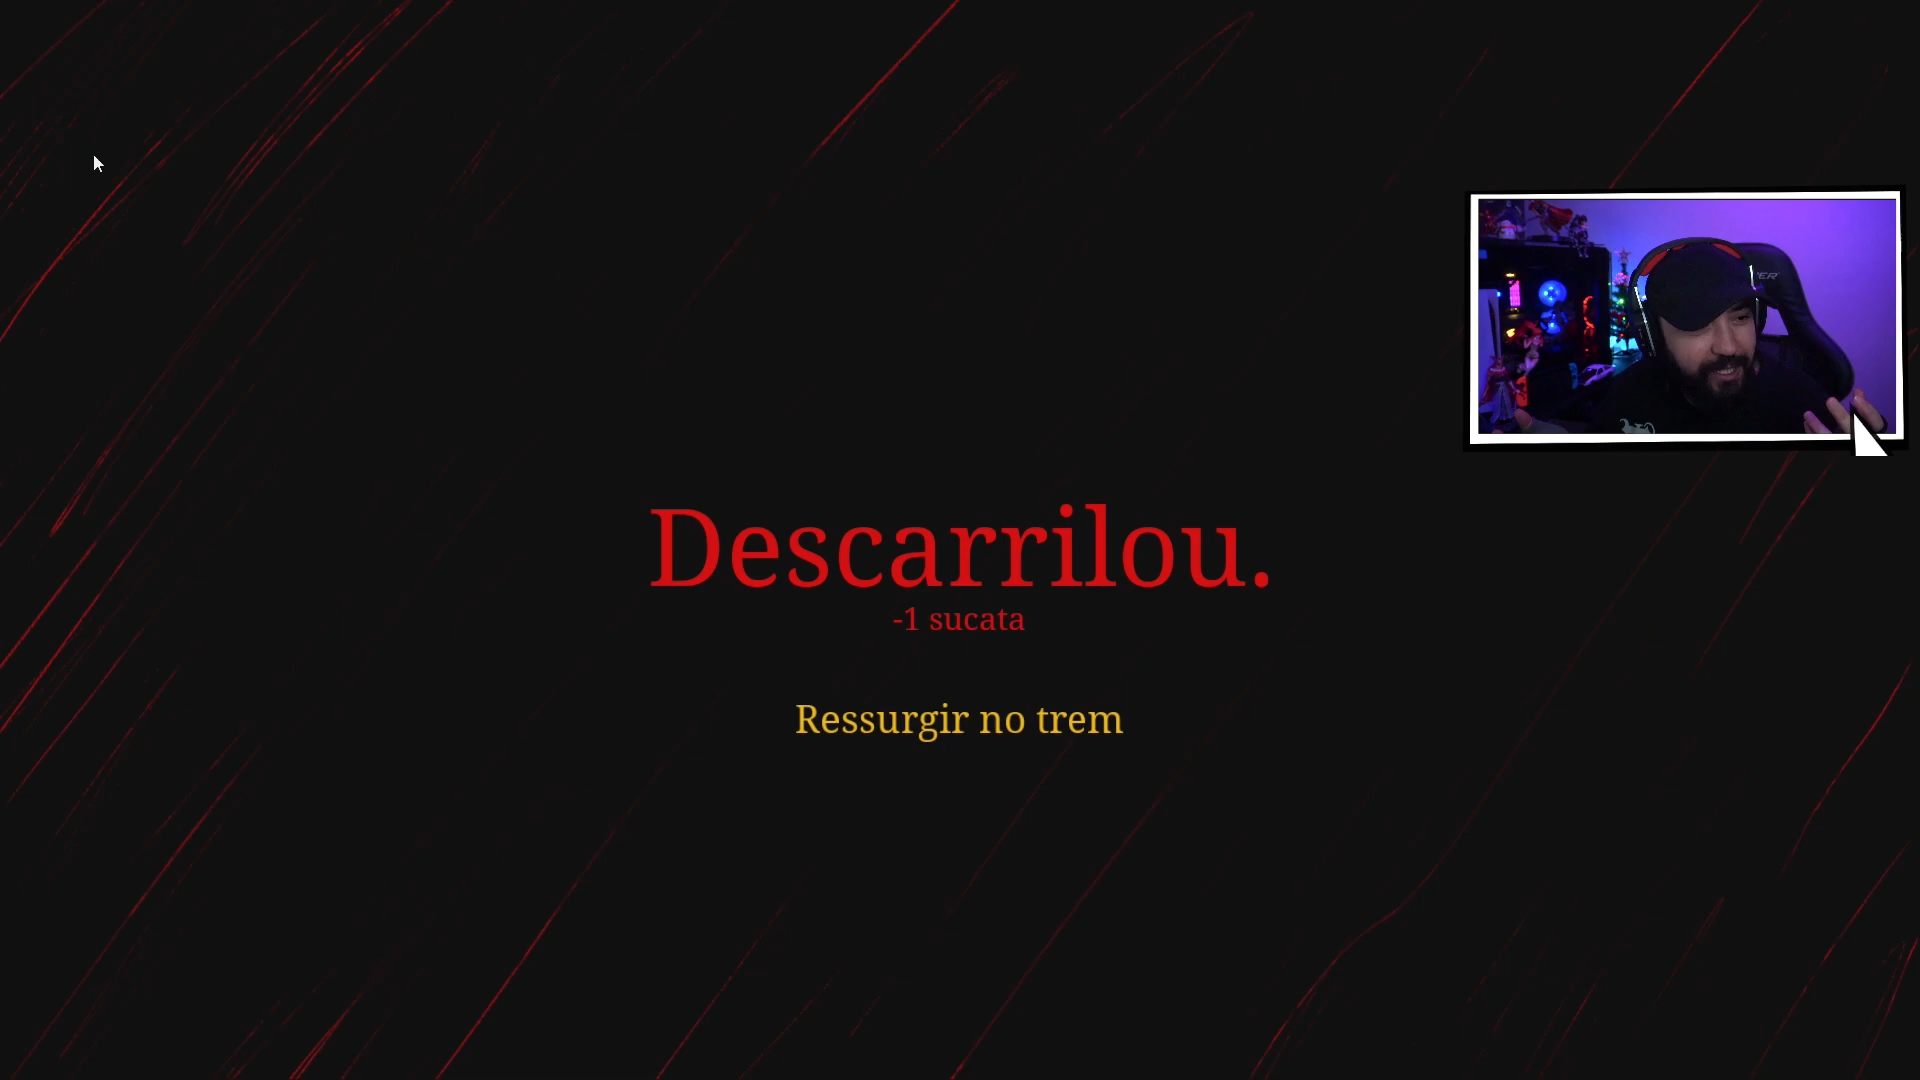 Descarrilou.
-1 sucata
Ressurgir no trem